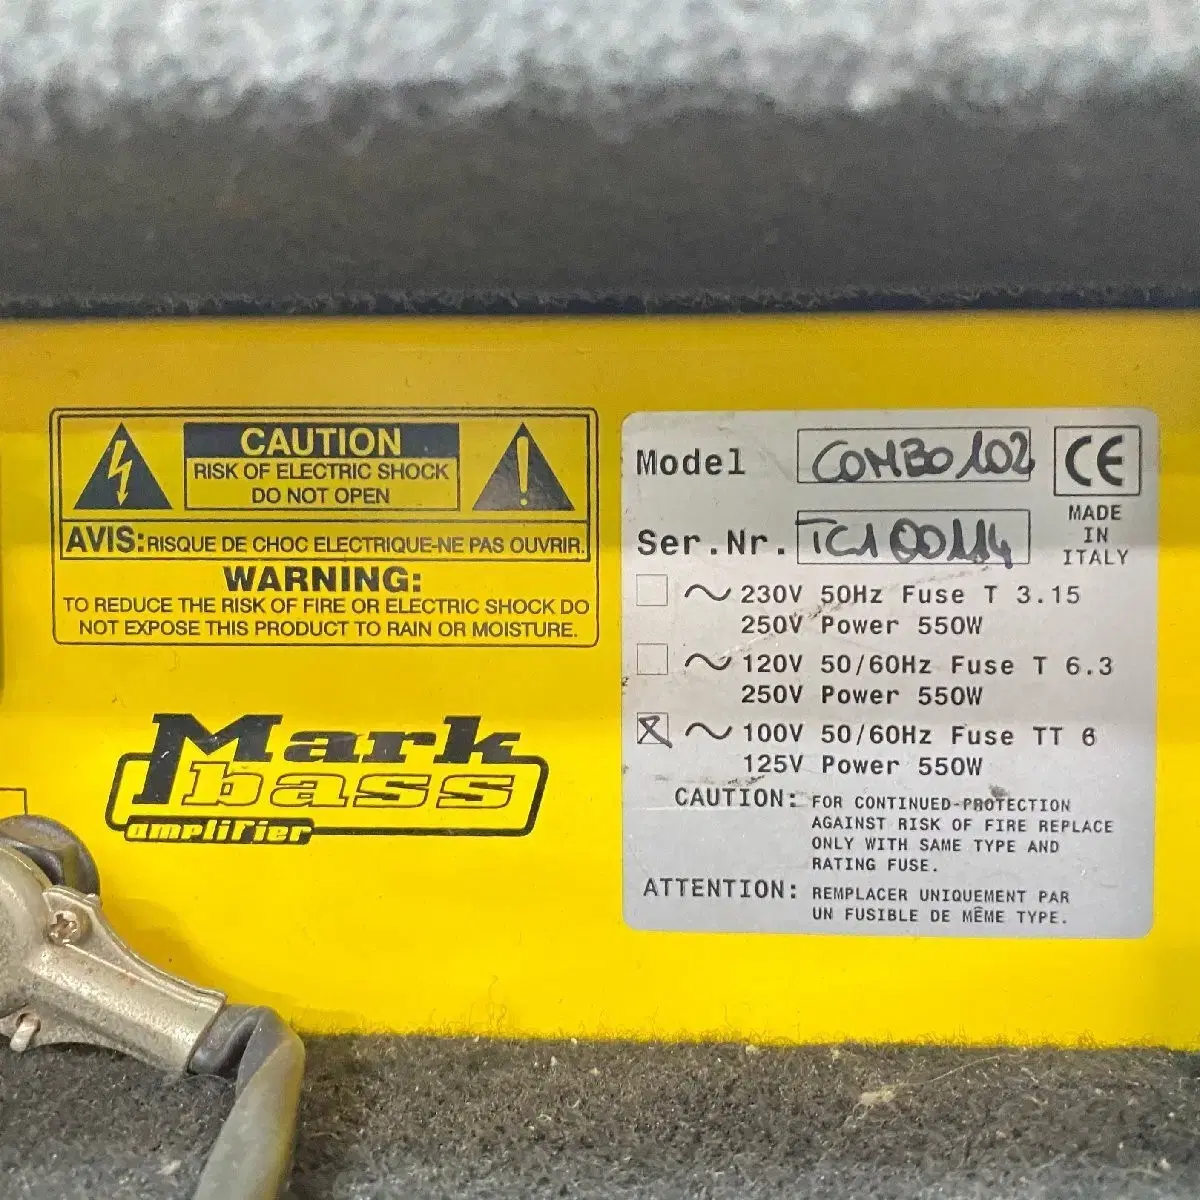 CAUTION
RISK OF ELECTRIC SHOCK
DO NOT OPEN
AVIS: RISQUE DE CHOC ELECTRIQUE-NE PAS OUVRIR.
WARNING:
TO REDUCE THE RISK OF FIRE OR ELECTRIC SHOCK DO
NOT EXPOSE THIS PRODUCT TO RAIN OR MOISTURE.
Mark
bass
amplifier
Model COMBO 102
CE
MADE
IN
ITALY
Ser.Nr. TC100114
~ 230V 50Hz Fuse T 3.15
250V Power 550W
~ 120V 50/60Hz Fuse T 6.3
250V Power 550W
~ 100V 50/60Hz Fuse TT 6
125V Power 550W
CAUTION: FOR CONTINUED-PROTECTION
AGAINST RISK OF FIRE REPLACE
ONLY WITH SAME TYPE AND
RATING FUSE.
ATTENTION: REMPLACER UNIQUEMENT PAR
UN FUSIBLE DE MÊME TYPE.